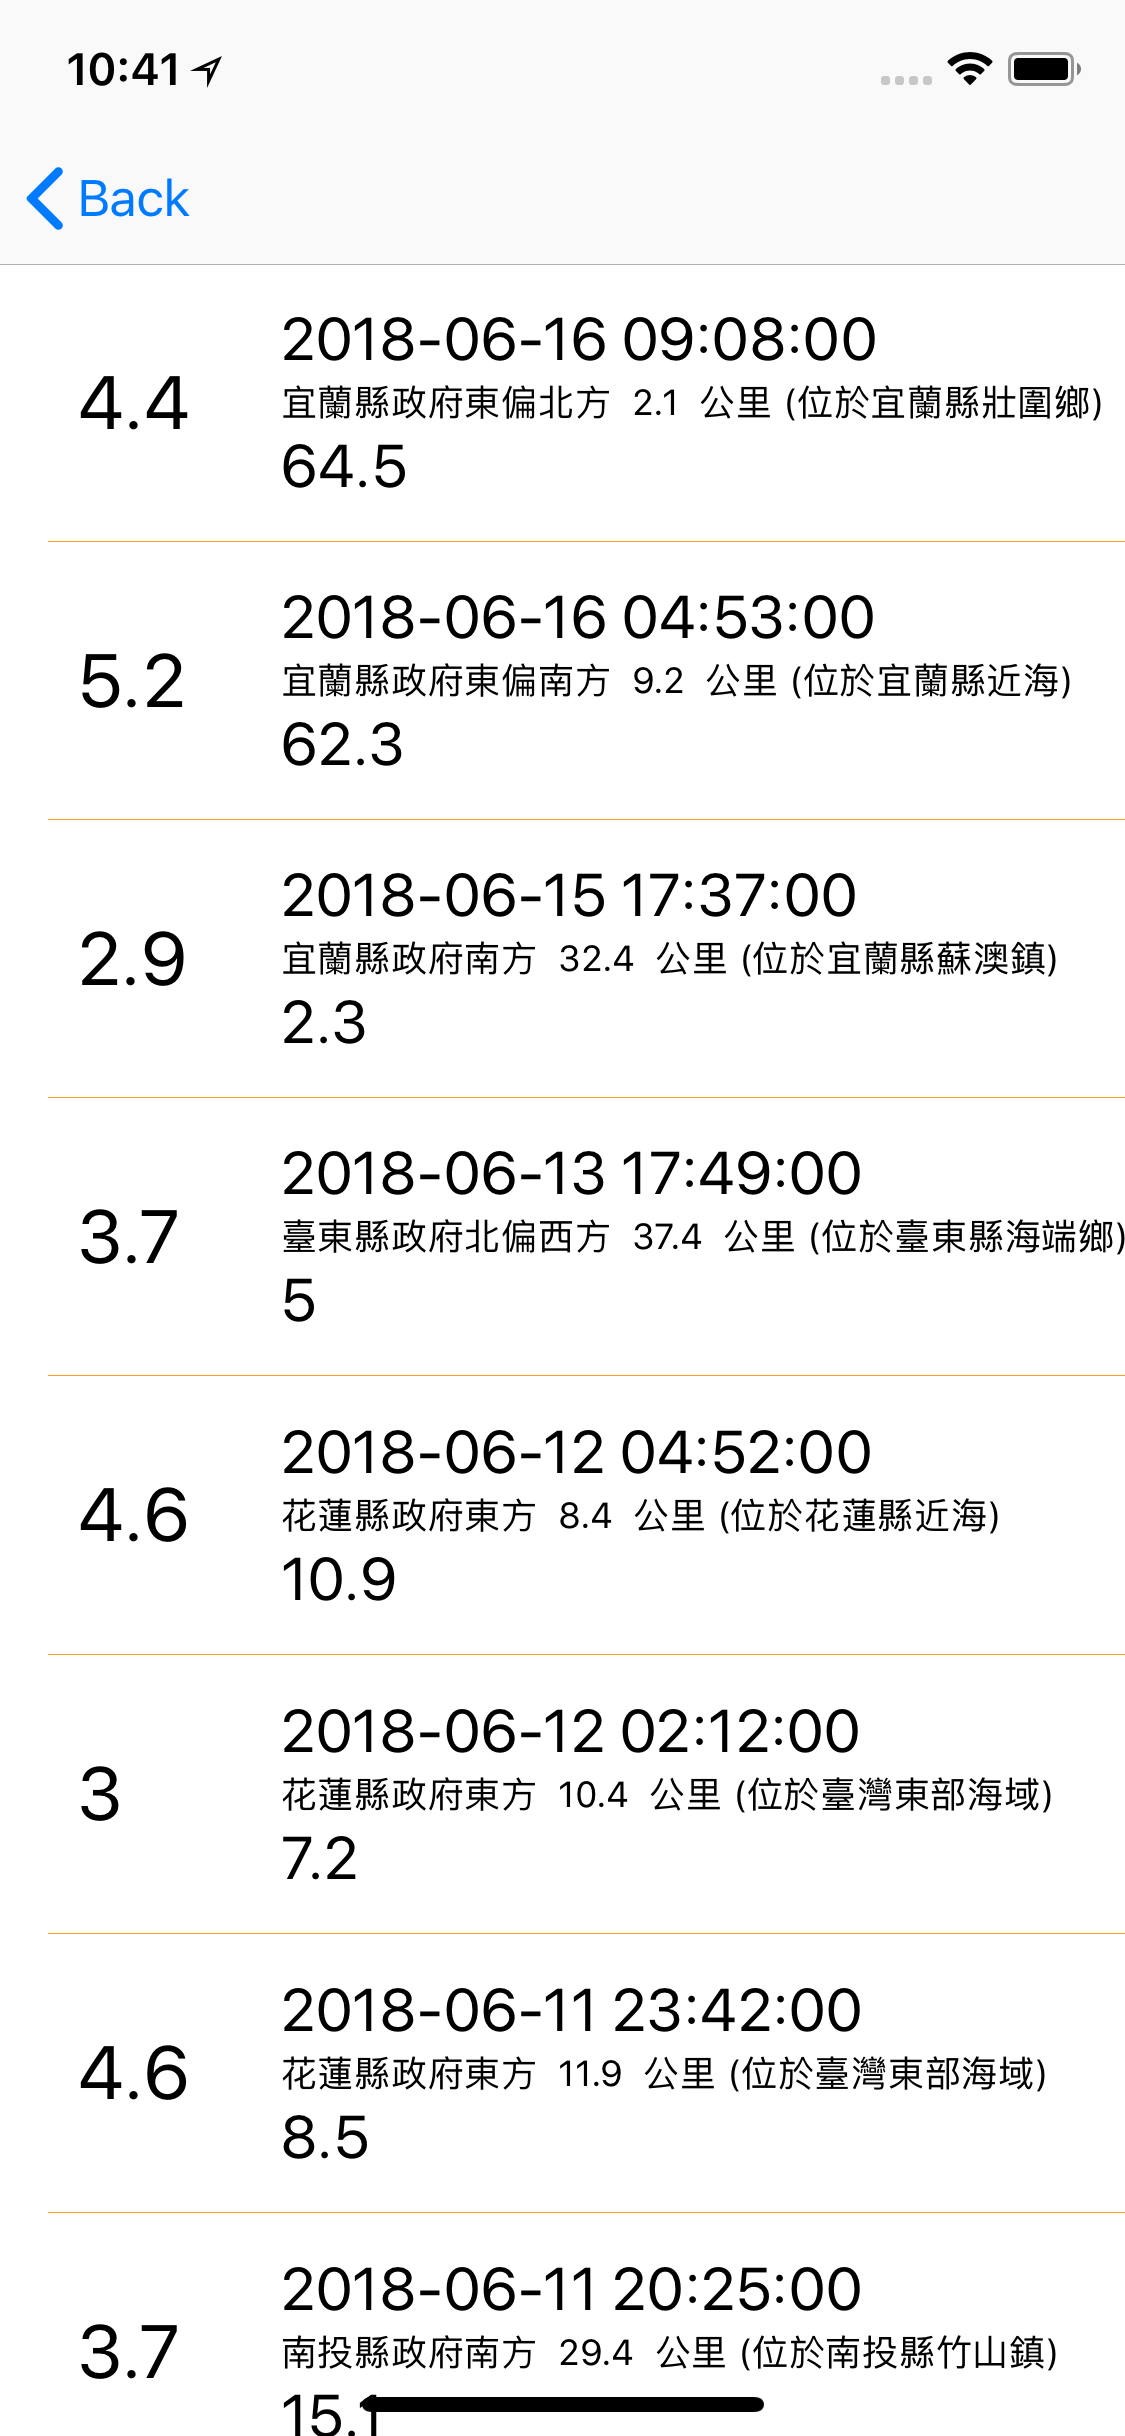 10:41
Back
2018-06-16 09:08:00
4.4
宜蘭縣政府東偏北方 2.1 公里 (位於宜蘭縣壯圍鄉)
64.5
2018-06-16 04:53:00
5.2
宜蘭縣政府東偏南方 9.2 公里 (位於宜蘭縣近海)
62.3
2018-06-15 17:37:00
2.9
宜蘭縣政府南方 32.4 公里 (位於宜蘭縣蘇澳鎮)
2.3
2018-06-13 17:49:00
3.7
臺東縣政府北偏西方 37.4 公里 (位於臺東縣海端鄉)
5
2018-06-12 04:52:00
4.6
花蓮縣政府東方 8.4 公里 (位於花蓮縣近海)
10.9
2018-06-12 02:12:00
3
花蓮縣政府東方 10.4 公里 (位於臺灣東部海域)
7.2
2018-06-11 23:42:00
4.6
花蓮縣政府東方 11.9 公里 (位於臺灣東部海域)
8.5
2018-06-11 20:25:00
3.7
南投縣政府南方 29.4 公里 (位於南投縣竹山鎮)
15.1